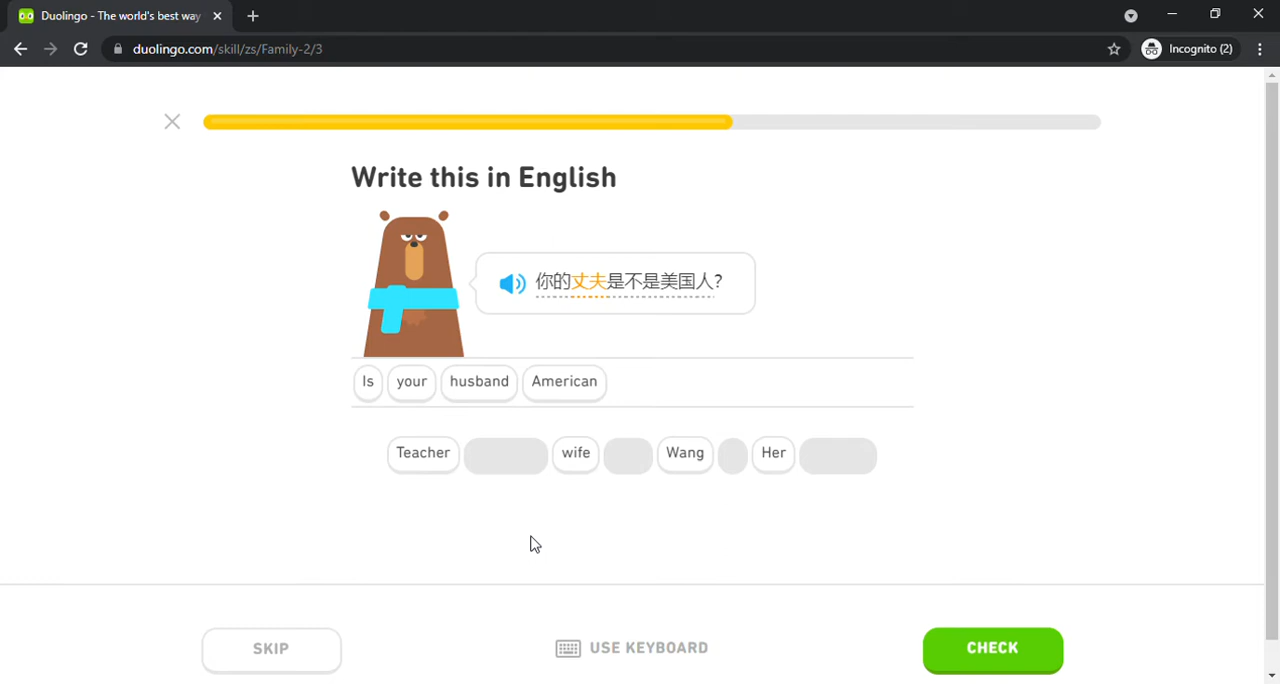 Duolingo - The world's best way
duolingo.com/skill/zs/Family-2/3
Incognito (2)
Write this in English
你的丈夫是不是美国人?
Is your husband American
Teacher wife Wang Her
SKIP
USE KEYBOARD
CHECK